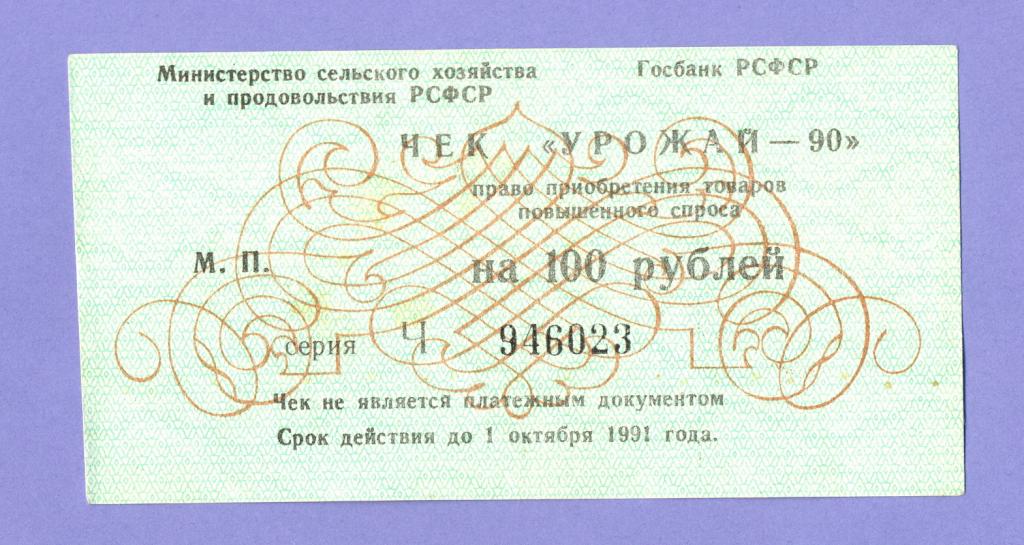 Министерство сельского хозяйства
и продовольствия РСФСР
Госбанк РСФСР
ЧЕК «УРОЖАЙ — 90»
право приобретения товаров
повышенного спроса
М. П.
на 100 рублей
серия Ч 946023
Чек не является платежным документом
Срок действия до 1 октября 1991 года.